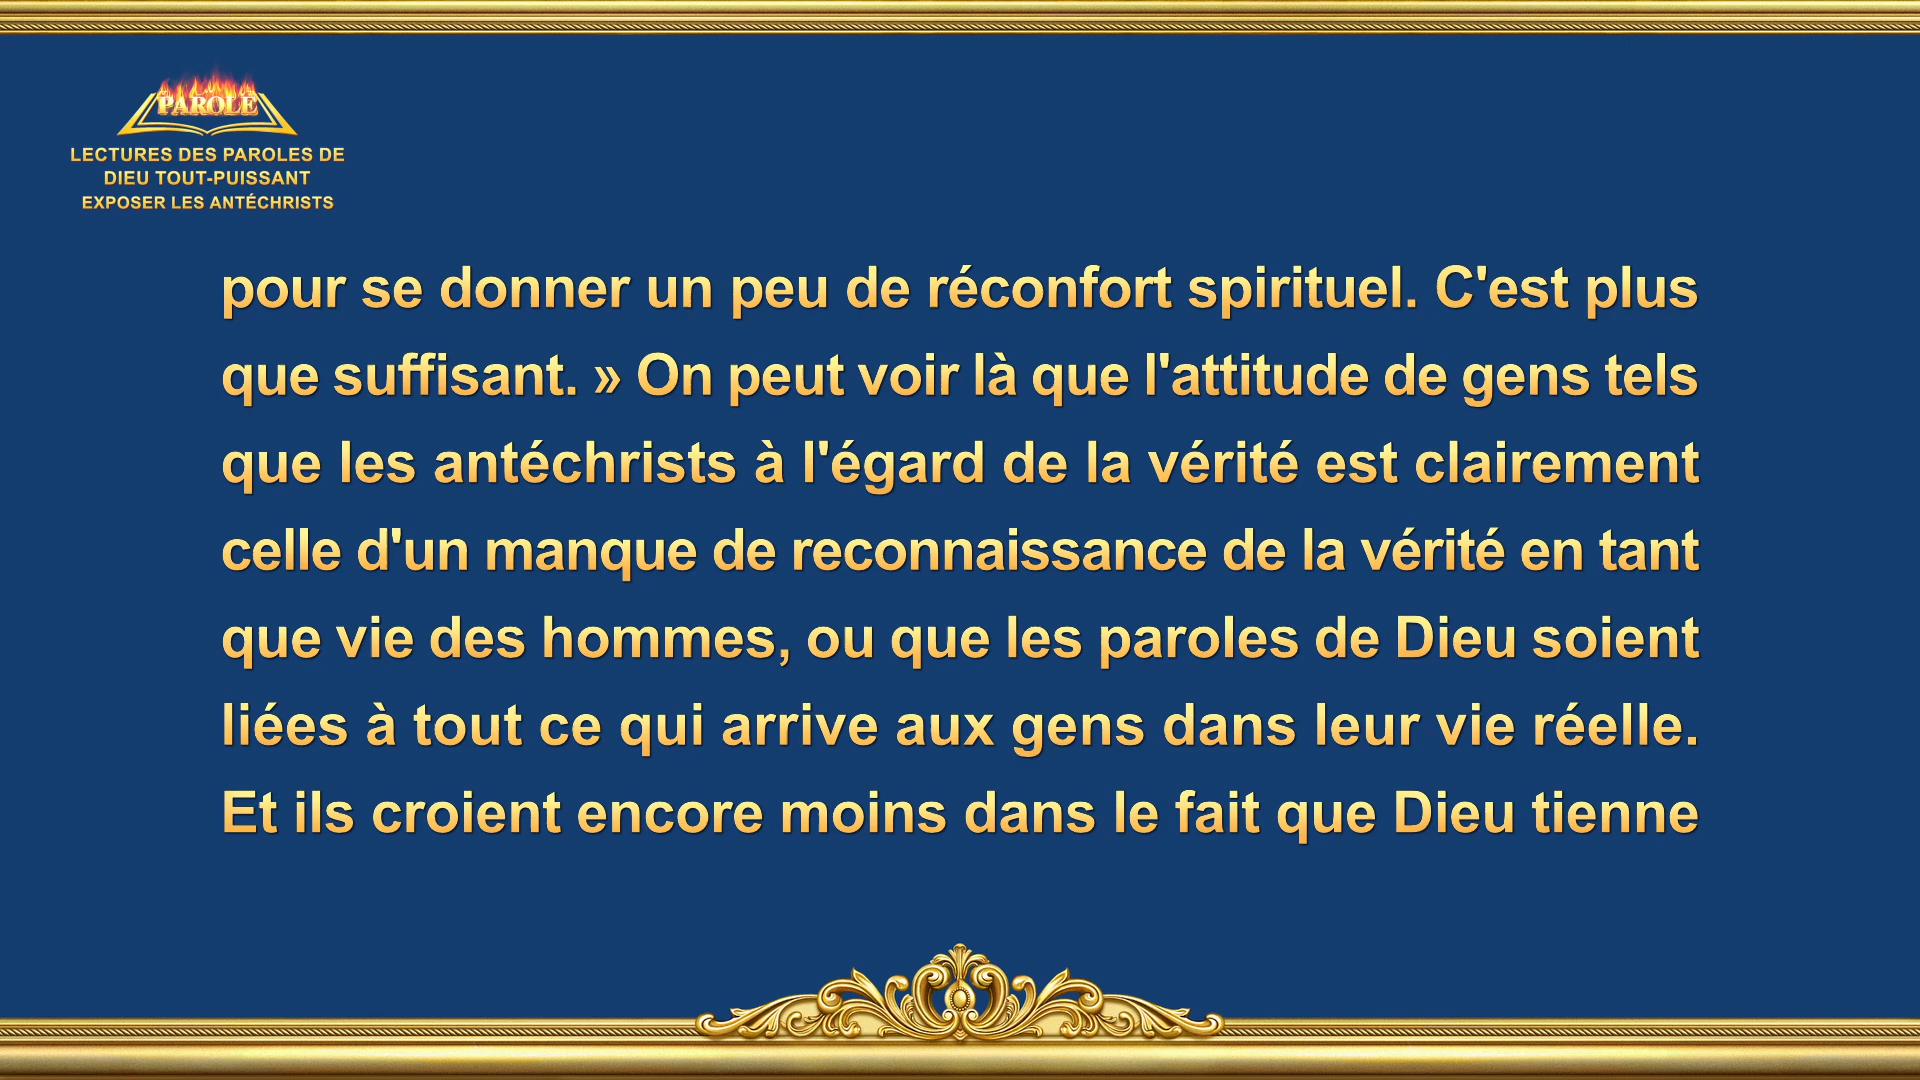 PAROLE
LECTURES DES PAROLES DE
DIEU TOUT-PUISSANT
EXPOSER LES ANTÉCHRISTS
pour se donner un peu de réconfort spirituel. C'est plus
que suffisant. » On peut voir là que l'attitude de gens tels
que les antéchrists à l'égard de la vérité est clairement
celle d'un manque de reconnaissance de la vérité en tant
que vie des hommes, ou que les paroles de Dieu soient
liées à tout ce qui arrive aux gens dans leur vie réelle.
Et ils croient encore moins dans le fait que Dieu tienne